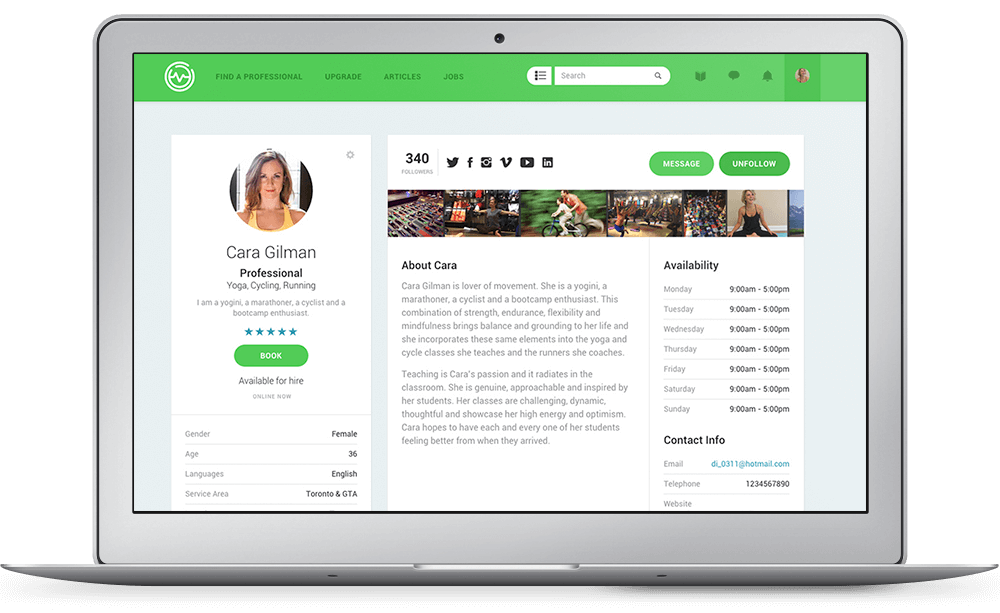 FIND A PROFESSIONAL UPGRADE ARTICLES JOBS Search
Cara Gilman
Professional
Yoga, Cycling, Running
I am a yogini, a marathoner, a cyclist and a
bootcamp enthusiast.
BOOK
Available for hire
ONLINE NOW
Gender Female
Age 36
Languages English
Service Area Toronto & GTA
340
FOLLOWERS
MESSAGE UNFOLLOW
About Cara
Cara Gilman is lover of movement. She is a yogini, a
marathoner, a cyclist and a bootcamp enthusiast. This
combination of strength, endurance, flexibility and
mindfulness brings balance and grounding to her life and
she incorporates these same elements into the yoga and
cycle classes she teaches and the runners she coaches.
Teaching is Cara's passion and it radiates in the
classroom. She is genuine, approachable and inspired by
her students. Her classes are challenging, dynamic,
thoughtful and showcase her high energy and optimism.
Cara hopes to have each and every one of her students
feeling better from when they arrived.
Availability
Monday 9:00am - 5:00pm
Tuesday 9:00am - 5:00pm
Wednesday 9:00am - 5:00pm
Thursday 9:00am - 5:00pm
Friday 9:00am - 5:00pm
Saturday 9:00am - 5:00pm
Sunday 9:00am - 5:00pm
Contact Info
Email di_0311@hotmail.com
Telephone 1234567890
Website